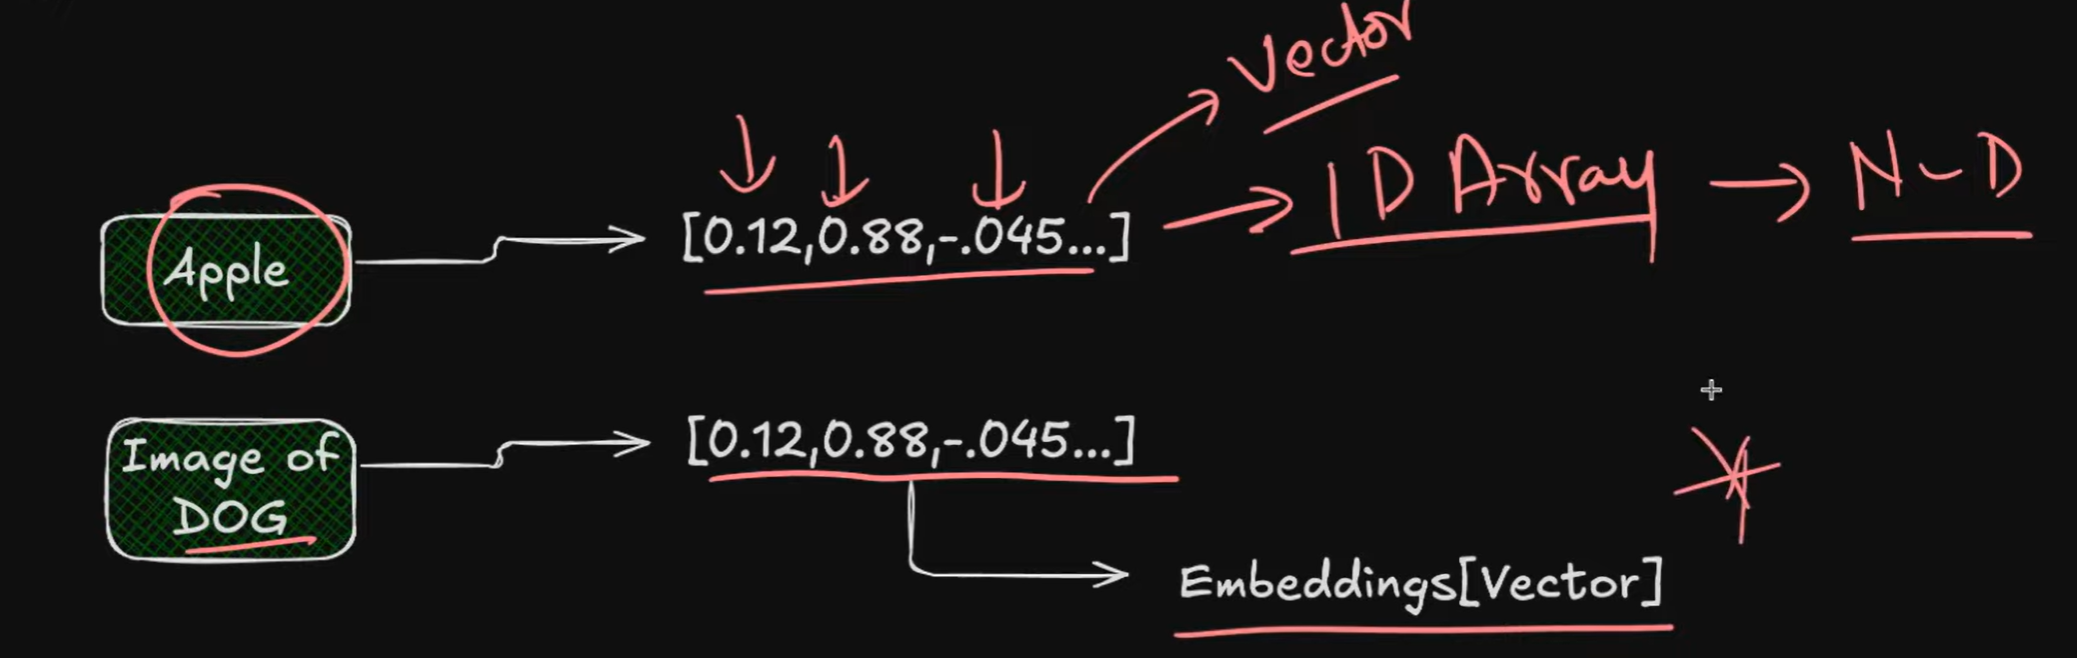 Vector
Apple
[0.12,0.88,-.045...]
1D Array
N-D
Image of
DOG
[0.12,0.88,-.045...]
Embeddings[Vector]